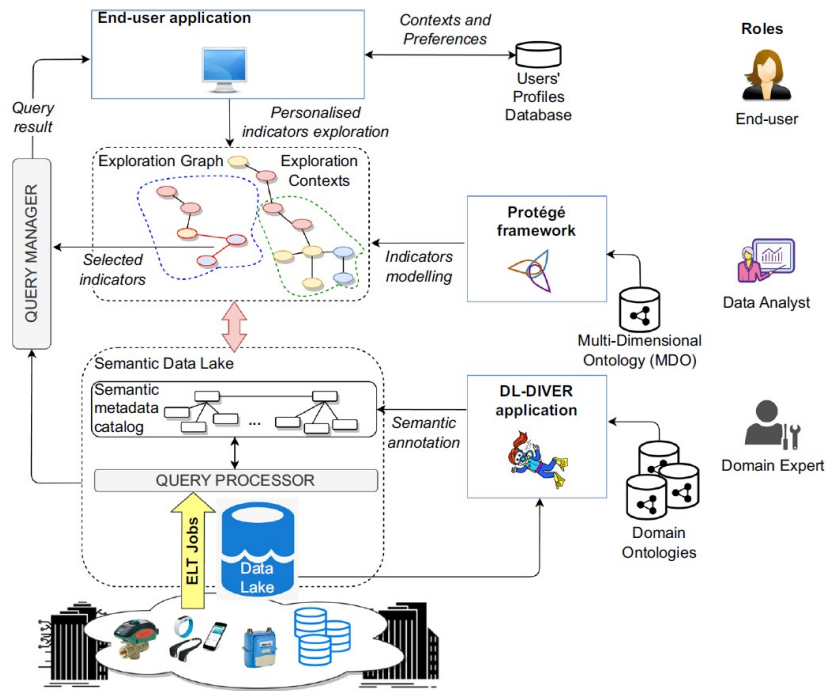 End-user application
Contexts and
Preferences
Users'
Profiles
Database
Roles
End-user
Query
result
Personalised
indicators exploration
Exploration Graph
Exploration
Contexts
QUERY MANAGER
Selected
indicators
Indicators
modelling
Protégé
framework
Multi-Dimensional
Ontology (MDO)
Data Analyst
Semantic Data Lake
Semantic
metadata
catalog
...
Semantic
annotation
DL-DIVER
application
Domain Expert
QUERY PROCESSOR
ELT Jobs
Data
Lake
Domain
Ontologies